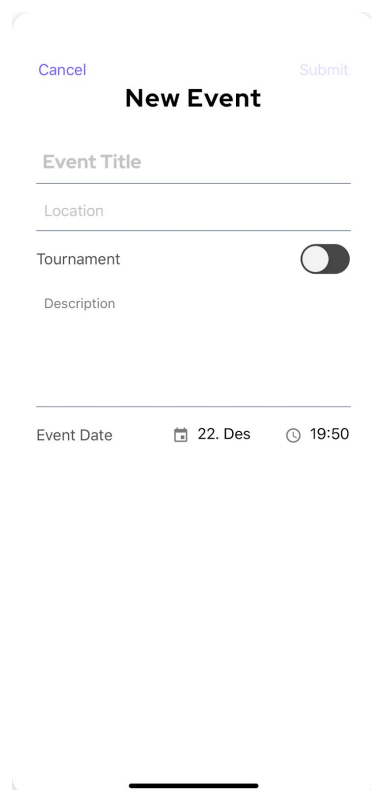 Cancel Submit
New Event
Event Title
Location
Tournament
Description
Event Date 22. Des 19:50